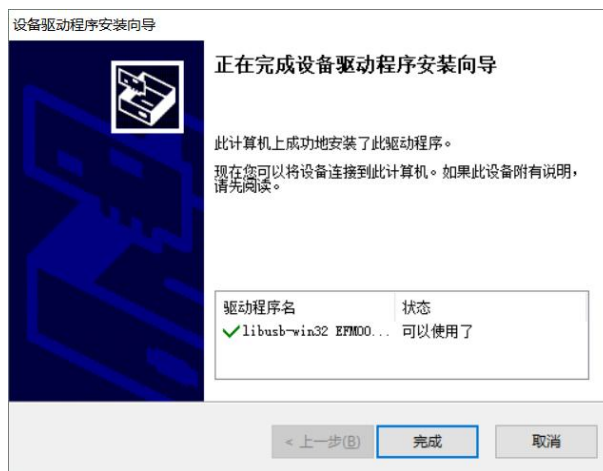 设备驱动程序安装向导
正在完成设备驱动程序安装向导
此计算机上成功地安装了此驱动程序。
现在您可以将设备连接到此计算机。如果此设备附有说明，
请先阅读。
驱动程序名 状态
libusb-win32 EFM00... 可以使用了
< 上一步(B) 完成 取消